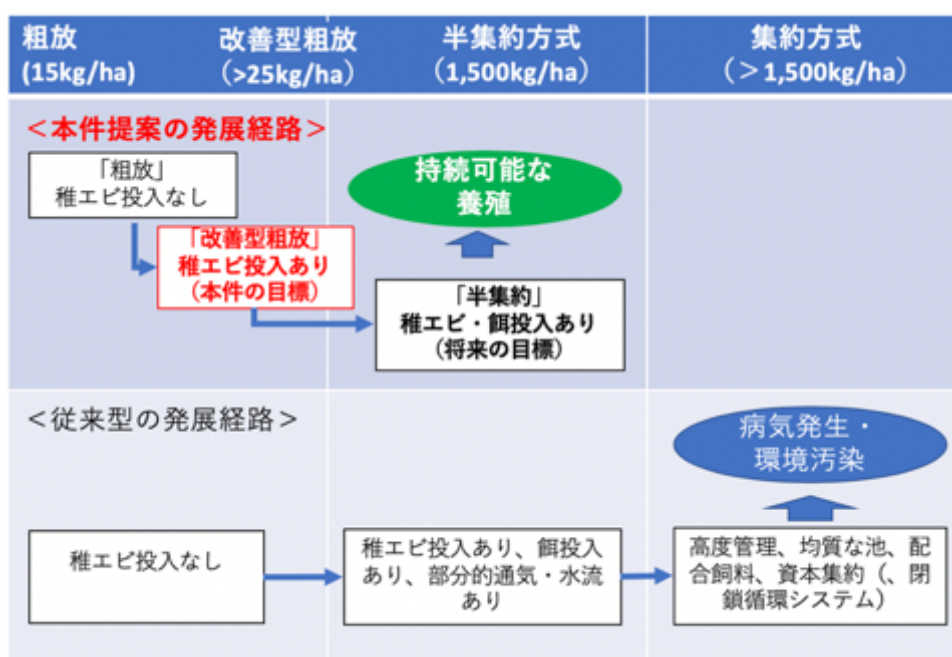 粗放
(15kg/ha)
改善型粗放
(>25kg/ha)
半集約方式
(1,500kg/ha)
集約方式
(＞1,500kg/ha)
＜本件提案の発展経路＞
「粗放」
稚エビ投入なし
「改善型粗放」
稚エビ投入あり
(本件の目標)
持続可能な
養殖
「半集約」
稚エビ・餌投入あり
(将来の目標)
＜従来型の発展経路＞
稚エビ投入なし
稚エビ投入あり、餌投入
あり、部分的通気・水流
あり
病気発生・
環境汚染
高度管理、均質な池、配
合飼料、資本集約（、閉
鎖循環システム）